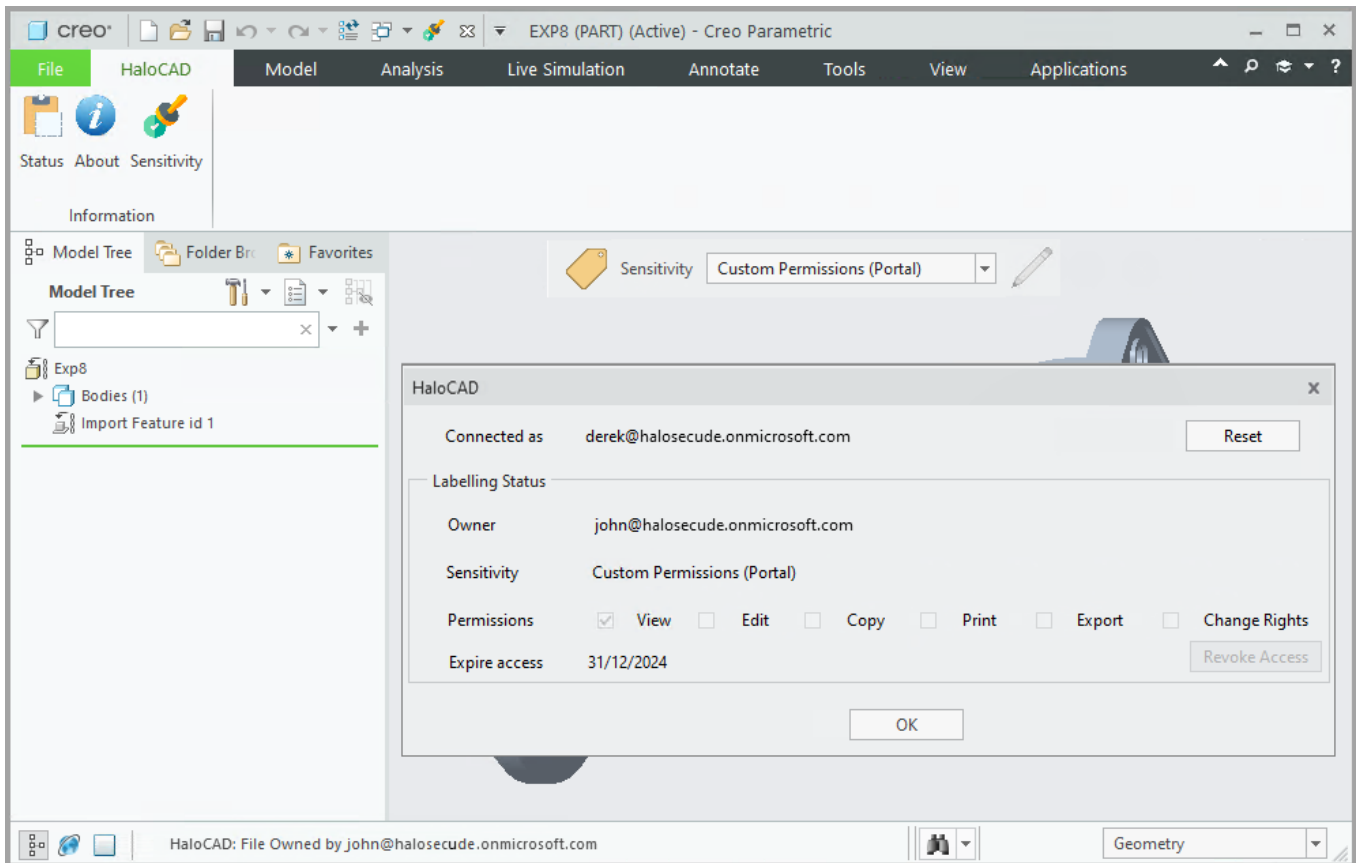 creo® EXP8 (PART) (Active) - Creo Parametric
File HaloCAD Model Analysis Live Simulation Annotate Tools View Applications ?
Status About Sensitivity
Information
Model Tree Folder Br Favorites
Model Tree
Exp8
Bodies (1)
Import Feature id 1
Sensitivity Custom Permissions (Portal)
HaloCAD
Connected as derek@halosecude.onmicrosoft.com Reset
Labelling Status
Owner john@halosecude.onmicrosoft.com
Sensitivity Custom Permissions (Portal)
Permissions View Edit Copy Print Export Change Rights
Expire access 31/12/2024 Revoke Access
OK
HaloCAD: File Owned by john@halosecude.onmicrosoft.com Geometry